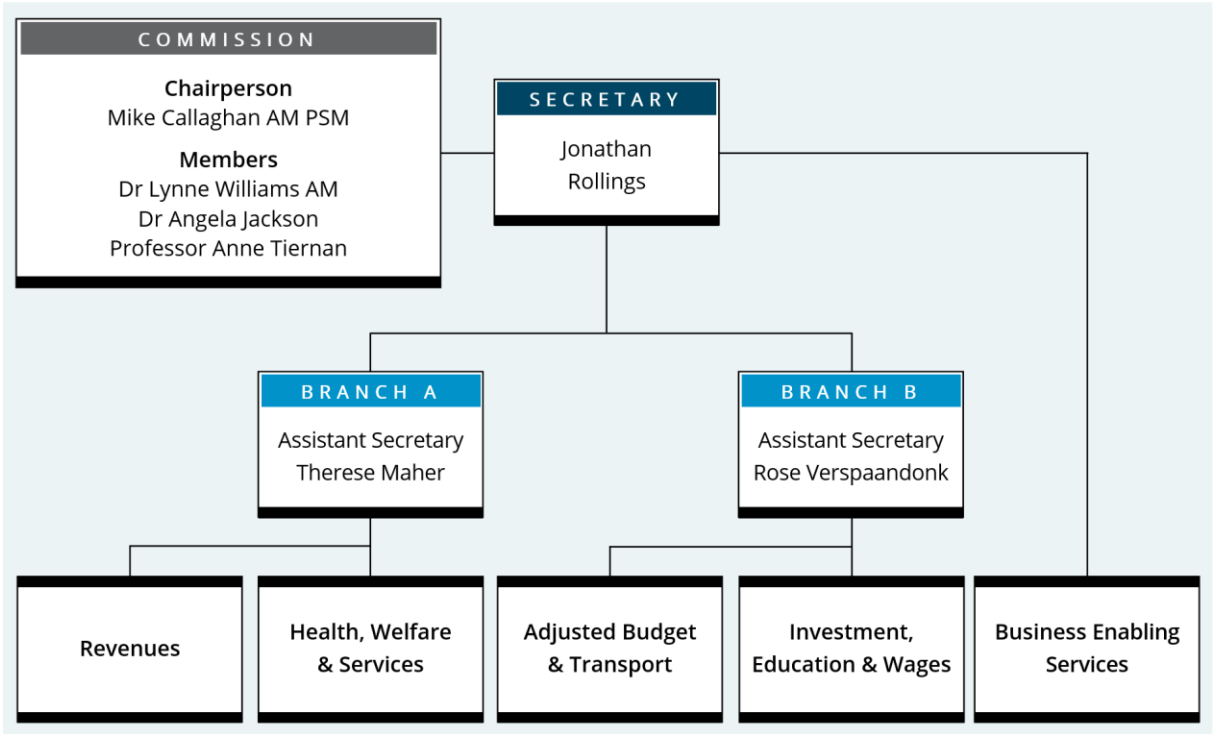 COMMISSION
Chairperson
Mike Callaghan AM PSM
Members
Dr Lynne Williams AM
Dr Angela Jackson
Professor Anne Tiernan
SECRETARY
Jonathan
Rollings
BRANCH A
Assistant Secretary
Therese Maher
BRANCH B
Assistant Secretary
Rose Verspaandonk
Revenues
Health, Welfare
& Services
Adjusted Budget
& Transport
Investment,
Education & Wages
Business Enabling
Services